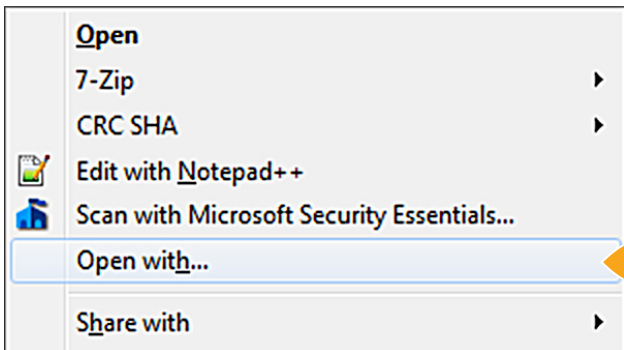 Open
7-Zip
CRC SHA
Edit with Notepad++
Scan with Microsoft Security Essentials...
Open with...
Share with